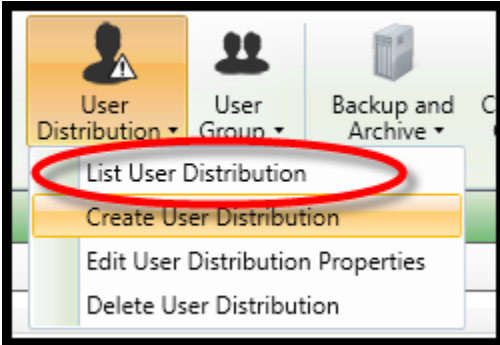 User Distribution ▾
User Group ▾
Backup and Archive ▾
C
List User Distribution
Create User Distribution
Edit User Distribution Properties
Delete User Distribution